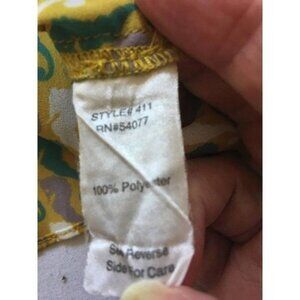 STYLE# 411
RN#54077
100% Polyester
See Reverse
Side For Care